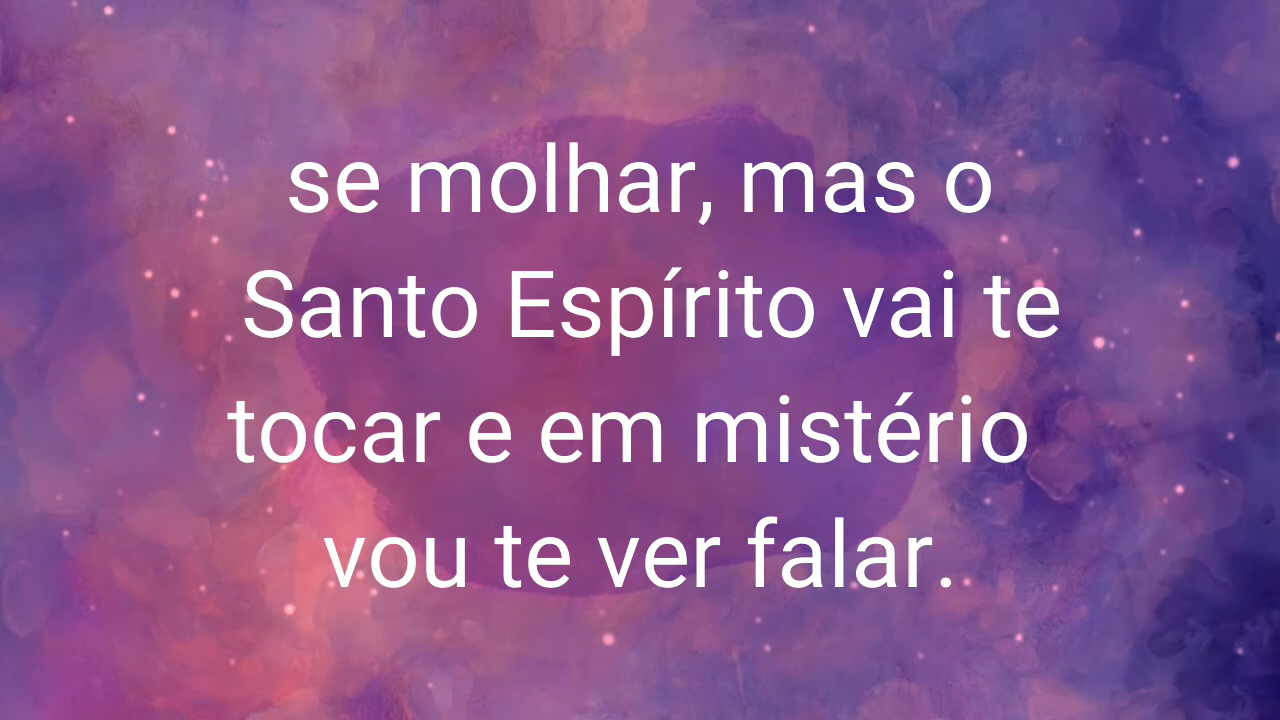 se molhar, mas o
Santo Espírito vai te
tocar e em mistério
vou te ver falar.